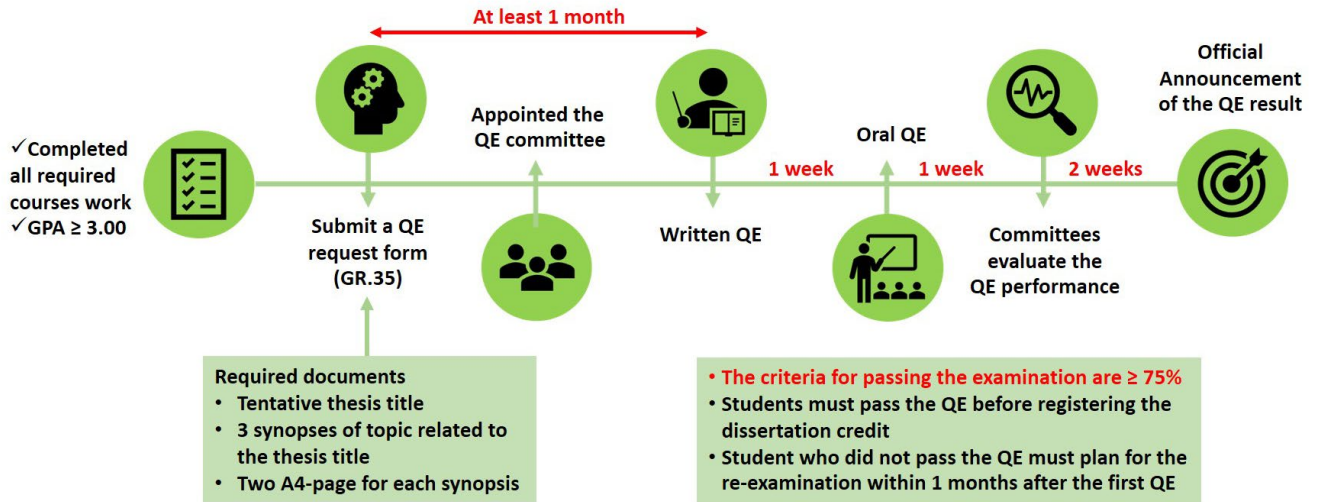 At least 1 month
✓Completed
all required
courses work
✓GPA ≥ 3.00
Submit a QE
request form
(GR.35)
Appointed the
QE committee
Written QE
1 week
Oral QE
1 week
Committees
evaluate the
QE performance
2 weeks
Official
Announcement
of the QE result
Required documents
• Tentative thesis title
• 3 synopses of topic related to
the thesis title
• Two A4-page for each synopsis
• The criteria for passing the examination are ≥ 75%
• Students must pass the QE before registering the
dissertation credit
• Student who did not pass the QE must plan for the
re-examination within 1 months after the first QE